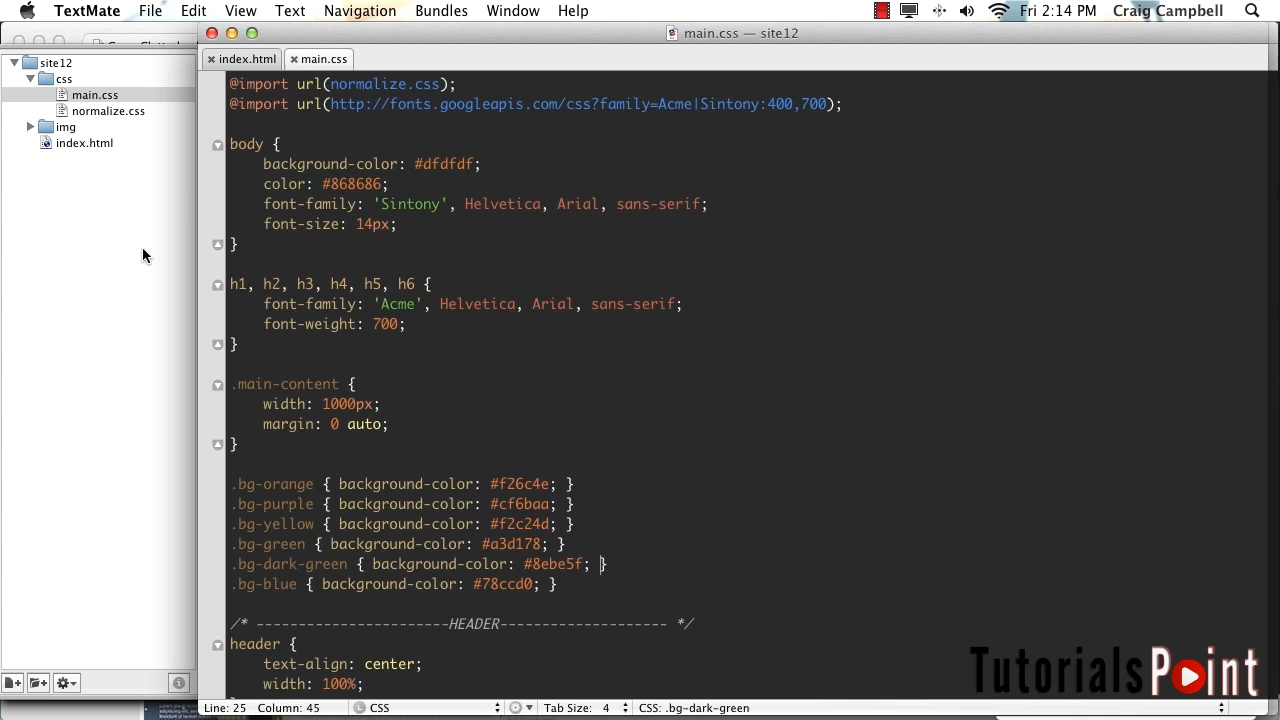 TextMate File Edit View Text Navigation Bundles Window Help Fri 2:14 PM Craig Campbell
main.css — site12
index.html main.css
site12
css
main.css
normalize.css
img
index.html
@import url(normalize.css);
@import url(http://fonts.googleapis.com/css?family=Acme|Sintony:400,700);
body {
background-color: #dfdfdf;
color: #868686;
font-family: 'Sintony', Helvetica, Arial, sans-serif;
font-size: 14px;
}
h1, h2, h3, h4, h5, h6 {
font-family: 'Acme', Helvetica, Arial, sans-serif;
font-weight: 700;
}
.main-content {
width: 1000px;
margin: 0 auto;
}
.bg-orange { background-color: #f26c4e; }
.bg-purple { background-color: #cf6baa; }
.bg-yellow { background-color: #f2c24d; }
.bg-green { background-color: #a3d178; }
.bg-dark-green { background-color: #8ebe5f; }
.bg-blue { background-color: #78ccd0; }
/* -----------------------HEADER-------------------- */
header {
text-align: center;
width: 100%;
TutorialsPoint
Line: 25 Column: 45 CSS Tab Size: 4 CSS: .bg-dark-green